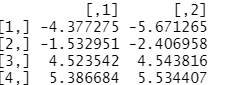 [,1] [,2]
[1,] -4.377275 -5.671265
[2,] -1.532951 -2.406958
[3,] 4.523542 4.543816
[4,] 5.386684 5.534407